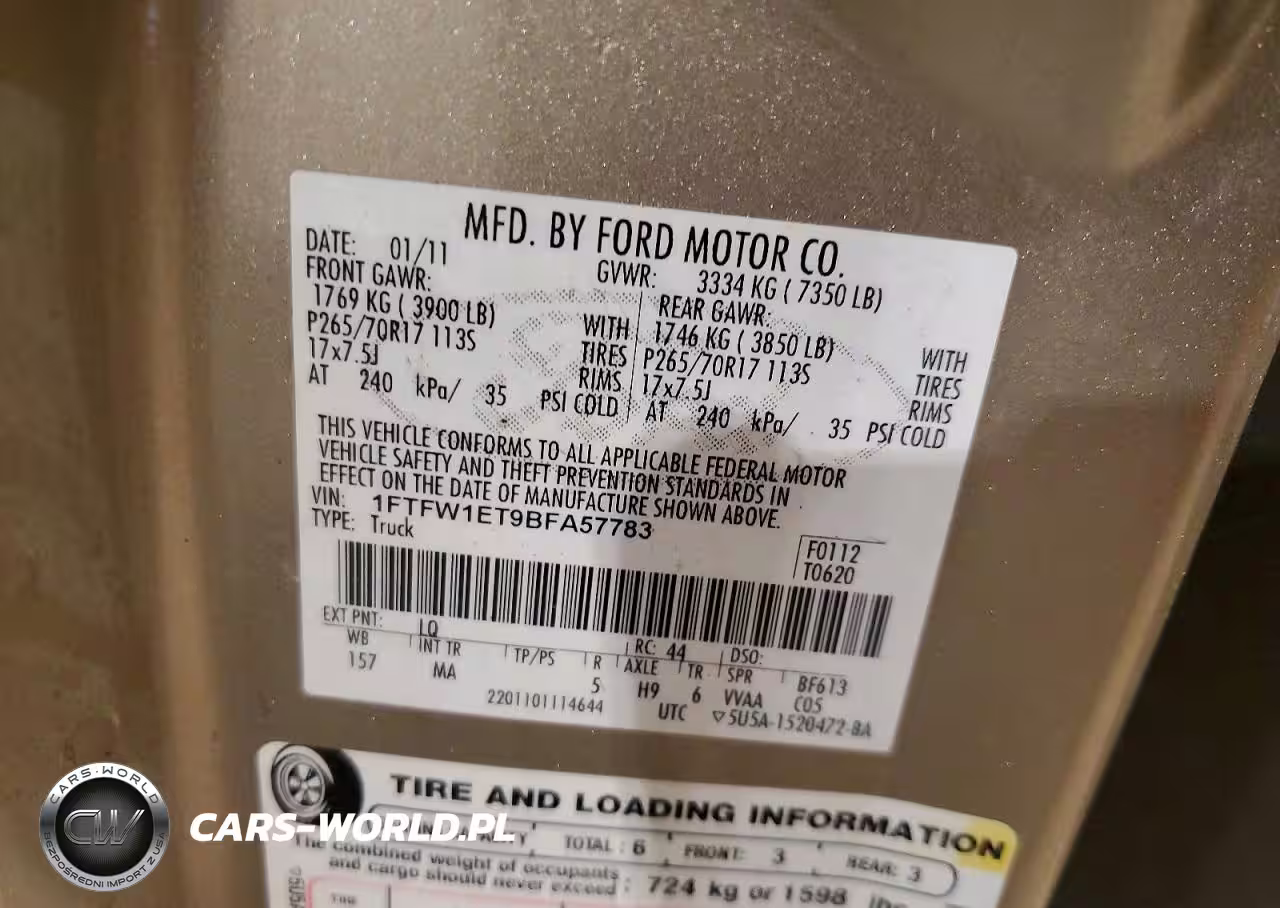 MFD. BY FORD MOTOR CO.
DATE: 01/11 GVWR: 3334 KG ( 7350 LB)
FRONT GAWR: REAR GAWR:
1769 KG ( 3900 LB) WITH 1746 KG ( 3850 LB) WITH
P265/70R17 113S TIRES P265/70R17 113S TIRES
17x7.5J RIMS 17x7.5J RIMS
AT 240 kPa/ 35 PSI COLD AT 240 kPa/ 35 PSI COLD
THIS VEHICLE CONFORMS TO ALL APPLICABLE FEDERAL MOTOR
VEHICLE SAFETY AND THEFT PREVENTION STANDARDS IN
EFFECT ON THE DATE OF MANUFACTURE SHOWN ABOVE.
VIN: 1FTFW1ET9BFA57783
TYPE: Truck
F0112
T0620
EXT PNT: LQ RC: 44 DSO:
WB INT TR TP/PS R AXLE TR SPR BF613
157 MA 5 H9 6 VVAA C05
2201101114644 UTC ▽5U5A-1520472-BA
TIRE AND LOADING INFORMATION
TOTAL : 6 FRONT: 3 REAR: 3
The combined weight of occupants
and cargo should never exceed : 724 kg or 1598
CARS-WORLD
CW
BEZPOŚREDNI IMPORT Z USA
CARS-WORLD.PL